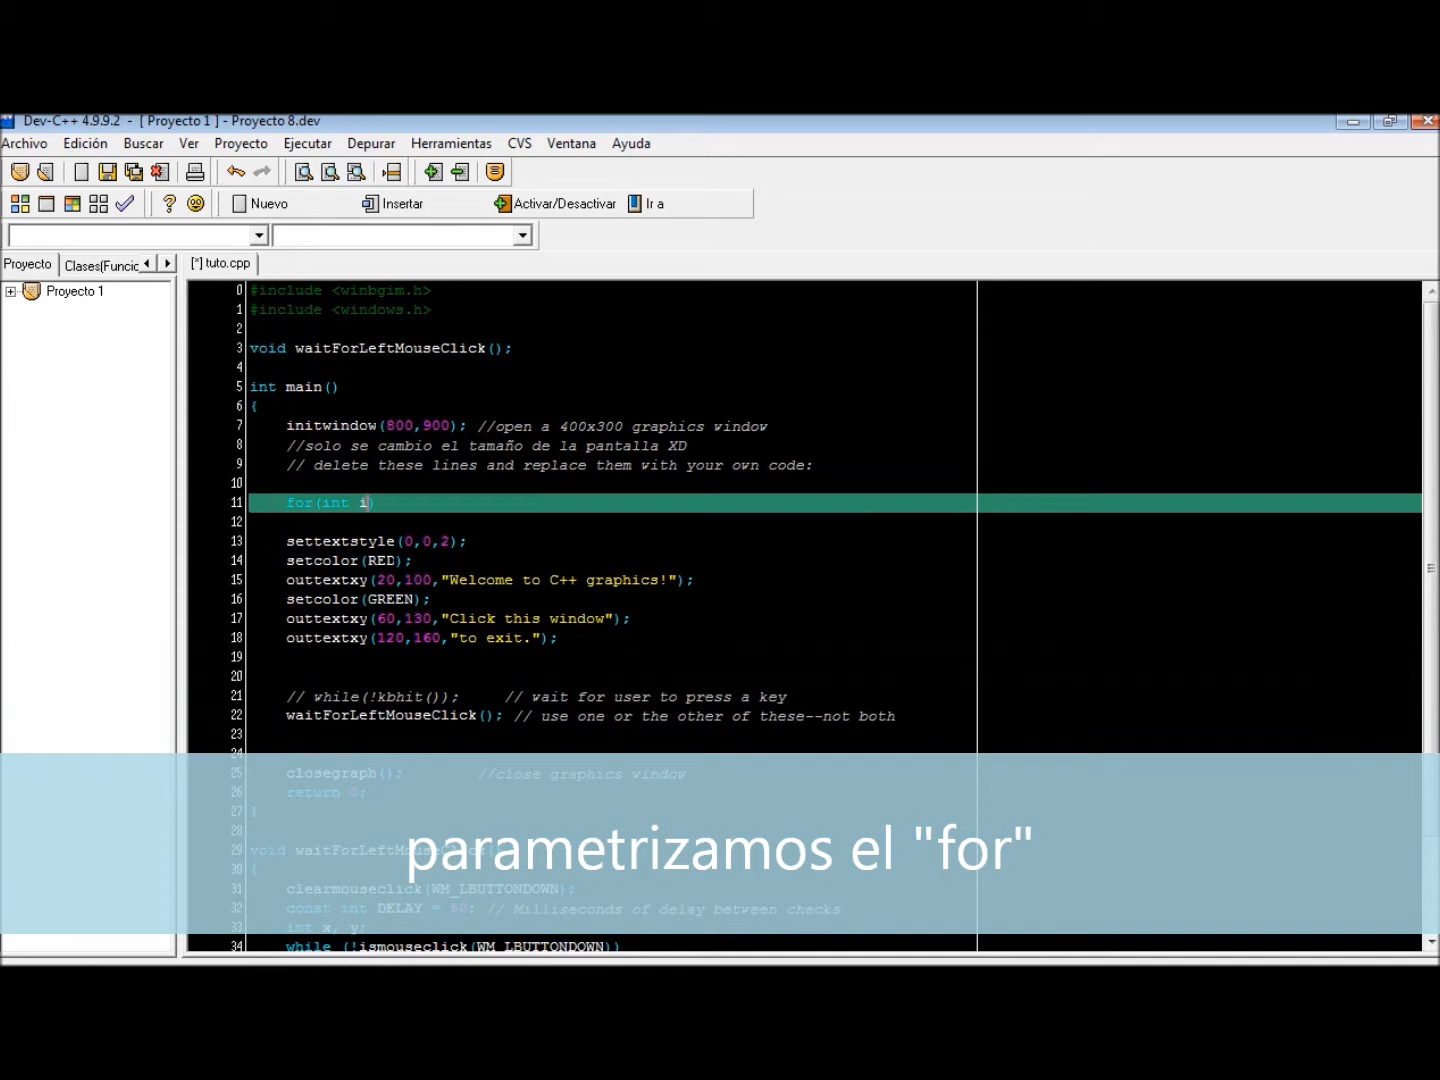 Dev-C++ 4.9.9.2 - [ Proyecto 1 ] - Proyecto 8.dev
Archivo Edición Buscar Ver Proyecto Ejecutar Depurar Herramientas CVS Ventana Ayuda
Nuevo Insertar Activar/Desactivar Ir a
Proyecto Clases(Funcic [*] tuto.cpp
Proyecto 1
0 #include <winbgim.h>
1 #include <windows.h>
2
3 void waitForLeftMouseClick();
4
5 int main()
6 {
7 initwindow(800,900); //open a 400x300 graphics window
8 //solo se cambio el tamaño de la pantalla XD
9 // delete these lines and replace them with your own code:
10
11 for(int i)
12
13 settextstyle(0,0,2);
14 setcolor(RED);
15 outtextxy(20,100,"Welcome to C++ graphics!");
16 setcolor(GREEN);
17 outtextxy(60,130,"Click this window");
18 outtextxy(120,160,"to exit.");
19
20
21 // while(!kbhit()); // wait for user to press a key
22 waitForLeftMouseClick(); // use one or the other of these--not both
23
24
25 closegraph(); //close graphics window
26 return 0;
27 }
28
29 void waitForLeftMouseClick()
30 {
31 clearmouseclick(WM_LBUTTONDOWN);
32 const int DELAY = 50; // Milliseconds of delay between checks
33 int x, y;
34 while (!ismouseclick(WM_LBUTTONDOWN))
parametrizamos el "for"